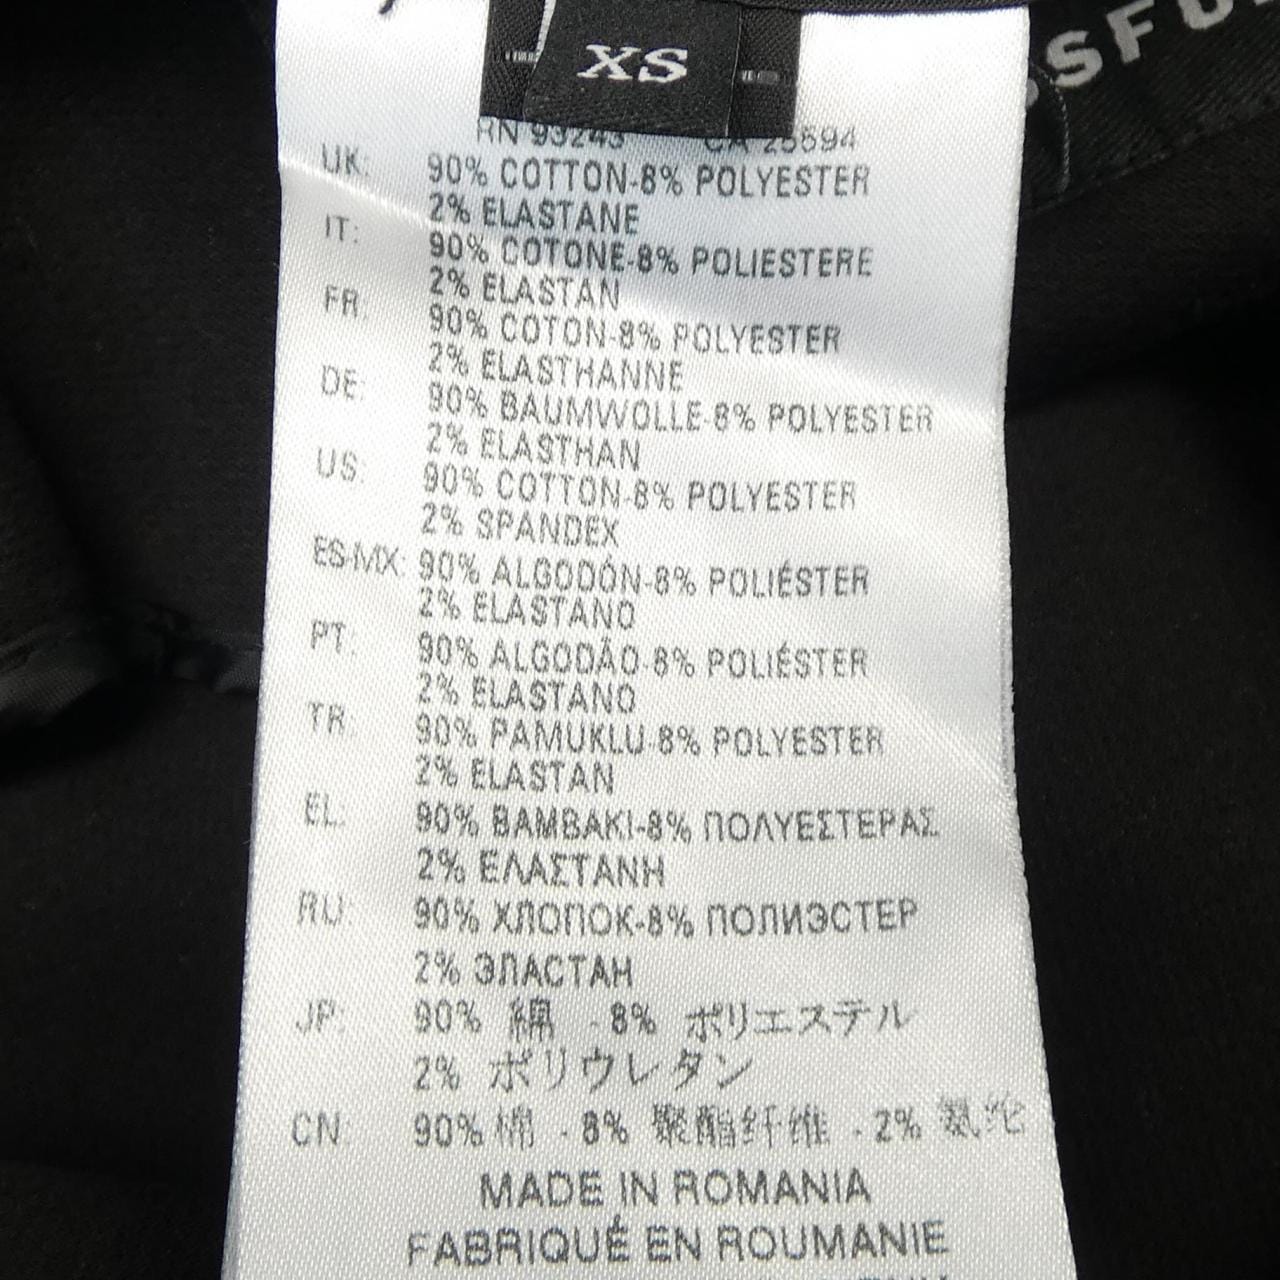 XS
SFU
RN 93243 CA 25594
UK: 90% COTTON-8% POLYESTER
2% ELASTANE
IT: 90% COTONE-8% POLIESTERE
2% ELASTAN
FR: 90% COTON-8% POLYESTER
2% ELASTHANNE
DE: 90% BAUMWOLLE-8% POLYESTER
2% ELASTHAN
US: 90% COTTON-8% POLYESTER
2% SPANDEX
ES-MX: 90% ALGODÓN-8% POLIÉSTER
2% ELASTANO
PT: 90% ALGODÃO-8% POLIÉSTER
2% ELASTANO
TR: 90% PAMUKLU-8% POLYESTER
2% ELASTAN
EL: 90% BAMBAKI-8% ΠΟΛΥΕΣΤΕΡΑΣ
2% ΕΛΑΣΤΑΝΗ
RU: 90% ХЛОПОК-8% ПОЛИЭСТЕР
2% ЭЛАСТАН
JP: 90% 綿 - 8% ポリエステル
2% ポリウレタン
CN 90% 棉 - 8% 聚酯纤维 - 2% 氨纶
MADE IN ROMANIA
FABRIQUÉ EN ROUMANIE